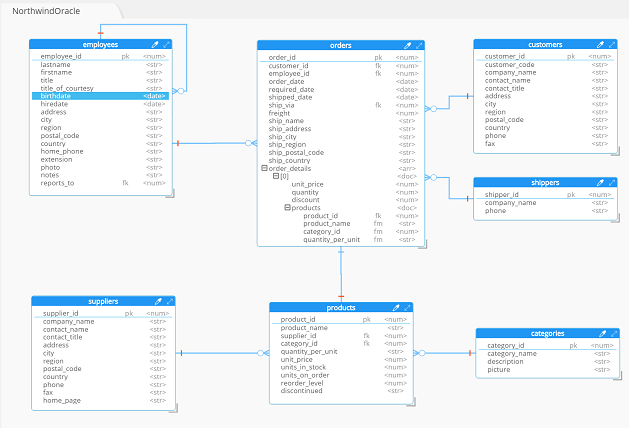 NorthwindOracle
employees
employee_id pk <num>
lastname <str>
firstname <str>
title <str>
title_of_courtesy <str>
birthdate <date>
hiredate <date>
address <str>
city <str>
region <str>
postal_code <str>
country <str>
home_phone <str>
extension <str>
photo <str>
notes <str>
reports_to fk <num>
orders
order_id pk <num>
customer_id fk <num>
employee_id fk <num>
order_date <date>
required_date <date>
shipped_date <date>
ship_via fk <num>
freight <num>
ship_name <str>
ship_address <str>
ship_city <str>
ship_region <str>
ship_postal_code <str>
ship_country <str>
order_details <arr>
[0] <doc>
unit_price <num>
quantity <num>
discount <num>
products <doc>
product_id fk <num>
product_name fm <str>
category_id fm <num>
quantity_per_unit fm <str>
customers
customer_id pk <num>
customer_code <str>
company_name <str>
contact_name <str>
contact_title <str>
address <str>
city <str>
region <str>
postal_code <str>
country <str>
phone <str>
fax <str>
shippers
shipper_id pk <num>
company_name <str>
phone <str>
suppliers
supplier_id pk <num>
company_name <str>
contact_name <str>
contact_title <str>
address <str>
city <str>
region <str>
postal_code <str>
country <str>
phone <str>
fax <str>
home_page <str>
products
product_id pk <num>
product_name <str>
supplier_id fk <num>
category_id fk <num>
quantity_per_unit <str>
unit_price <num>
units_in_stock <num>
units_on_order <num>
reorder_level <num>
discontinued <str>
categories
category_id pk <num>
category_name <str>
description <str>
picture <str>